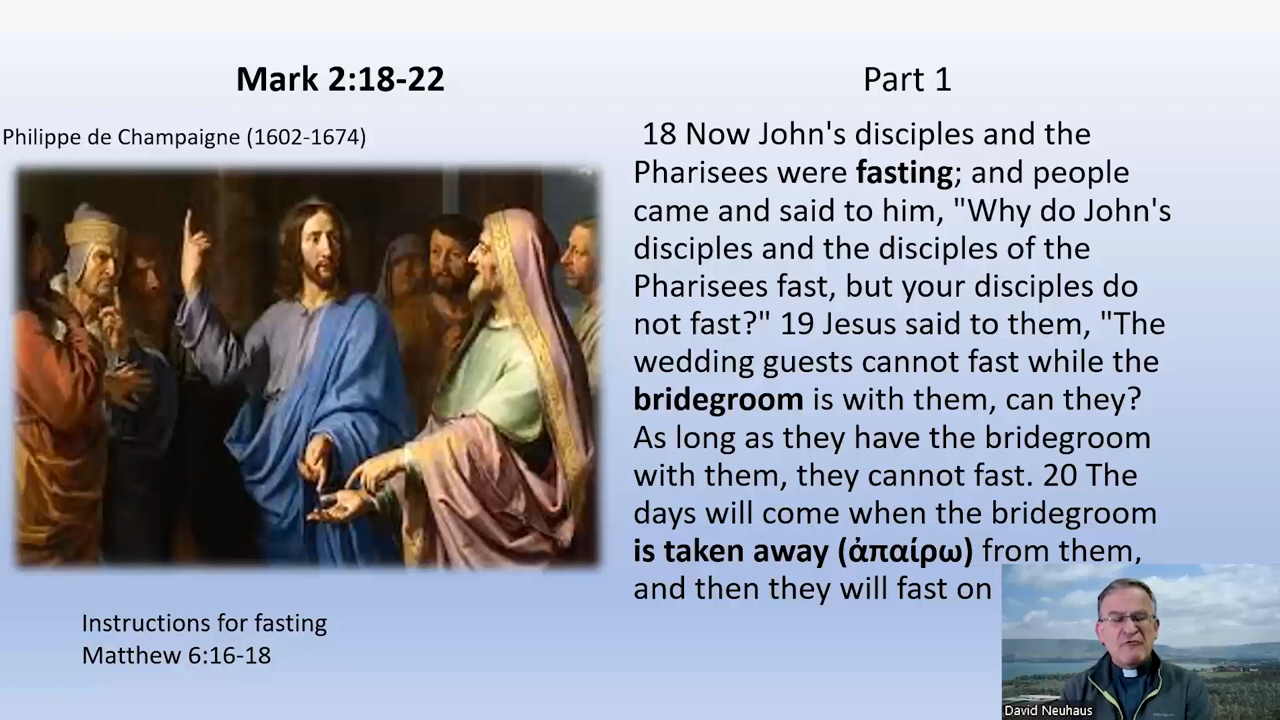 Mark 2:18-22
Philippe de Champaigne (1602-1674)
Instructions for fasting
Matthew 6:16-18
Part 1
18 Now John's disciples and the
Pharisees were fasting; and people
came and said to him, "Why do John's
disciples and the disciples of the
Pharisees fast, but your disciples do
not fast?" 19 Jesus said to them, "The
wedding guests cannot fast while the
bridegroom is with them, can they?
As long as they have the bridegroom
with them, they cannot fast. 20 The
days will come when the bridegroom
is taken away (ἀπαίρω) from them,
and then they will fast on
David Neuhaus